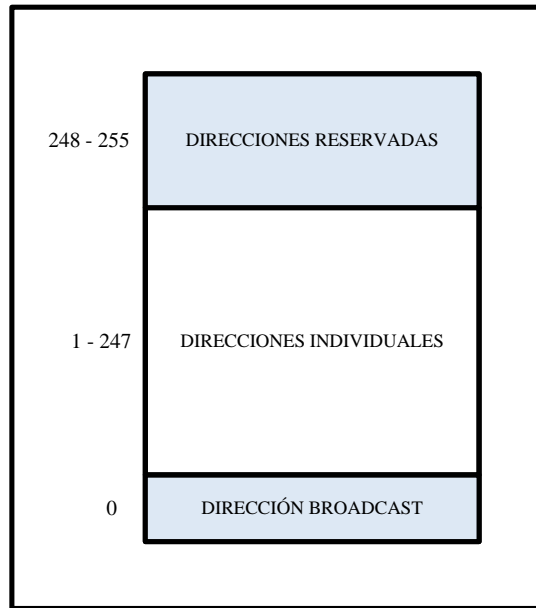 248 - 255 DIRECCIONES RESERVADAS
1 - 247 DIRECCIONES INDIVIDUALES
0 DIRECCIÓN BROADCAST